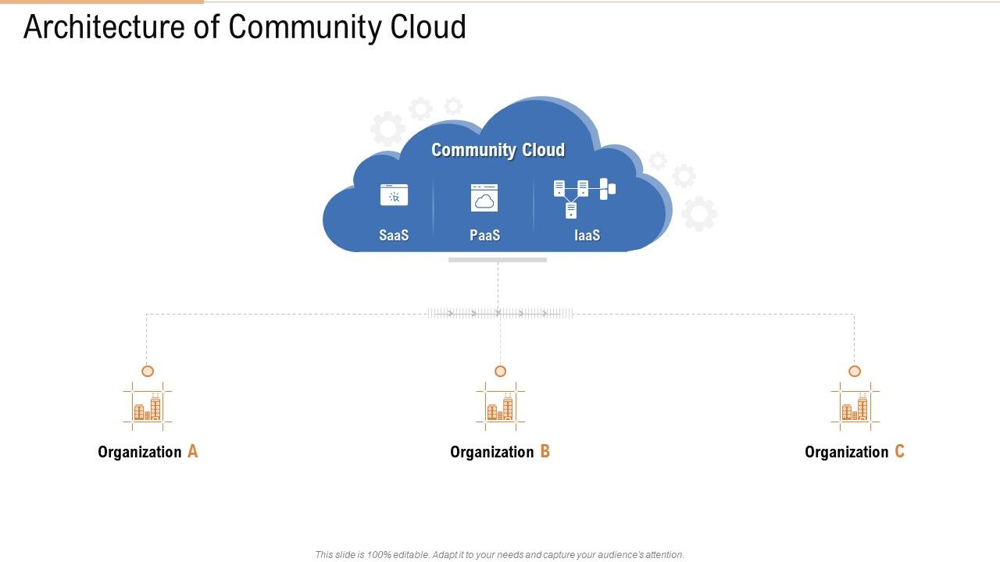 Architecture of Community Cloud
Community Cloud
SaaS PaaS IaaS
Organization A Organization B Organization C
This slide is 100% editable. Adapt it to your needs and capture your audience's attention.